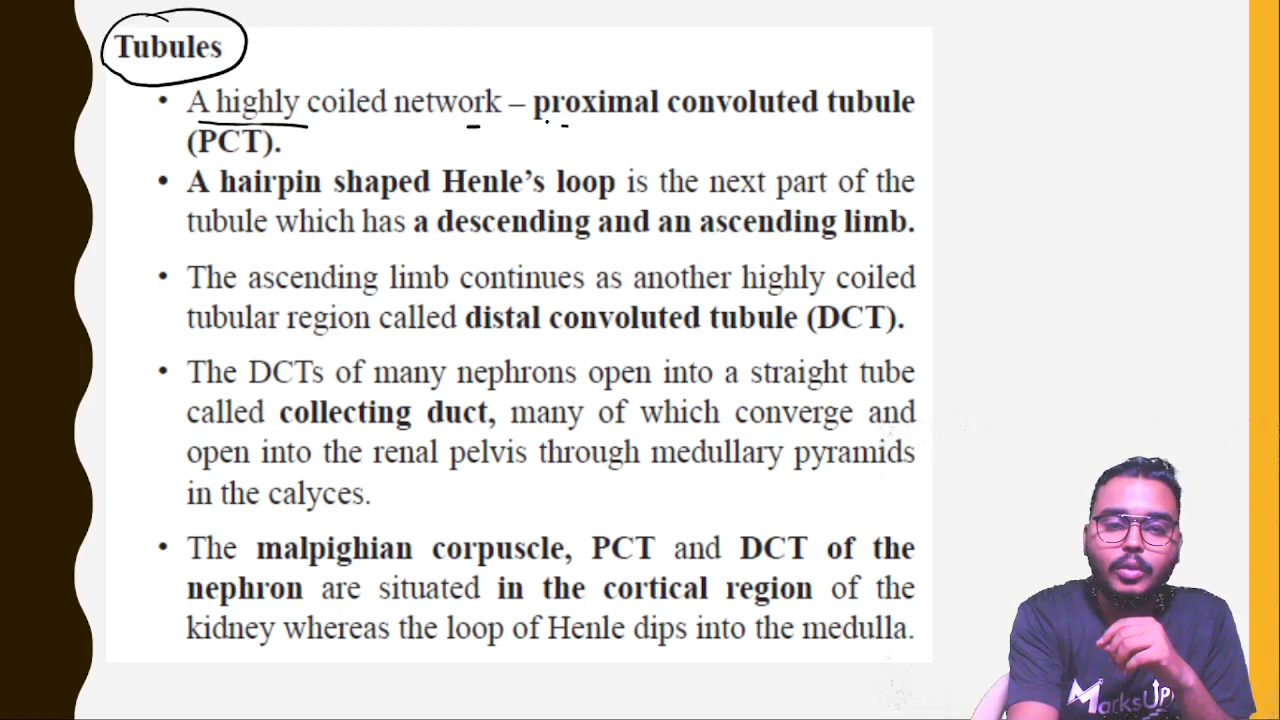 Tubules
• A highly coiled network – proximal convoluted tubule
(PCT).
• A hairpin shaped Henle's loop is the next part of the
tubule which has a descending and an ascending limb.
• The ascending limb continues as another highly coiled
tubular region called distal convoluted tubule (DCT).
• The DCTs of many nephrons open into a straight tube
called collecting duct, many of which converge and
open into the renal pelvis through medullary pyramids
in the calyces.
• The malpighian corpuscle, PCT and DCT of the
nephron are situated in the cortical region of the
kidney whereas the loop of Henle dips into the medulla.
MarksUP